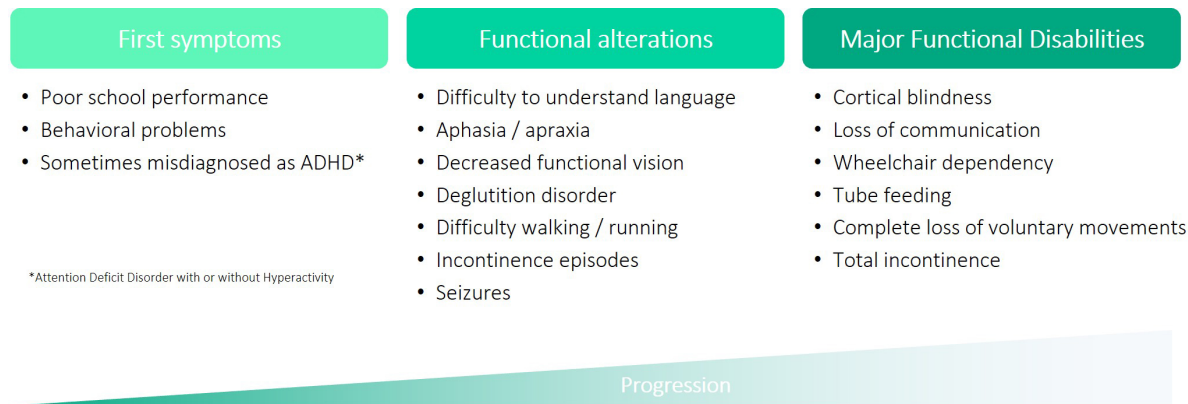 First symptoms
• Poor school performance
• Behavioral problems
• Sometimes misdiagnosed as ADHD*
*Attention Deficit Disorder with or without Hyperactivity
Functional alterations
• Difficulty to understand language
• Aphasia / apraxia
• Decreased functional vision
• Deglutition disorder
• Difficulty walking / running
• Incontinence episodes
• Seizures
Major Functional Disabilities
• Cortical blindness
• Loss of communication
• Wheelchair dependency
• Tube feeding
• Complete loss of voluntary movements
• Total incontinence
Progression